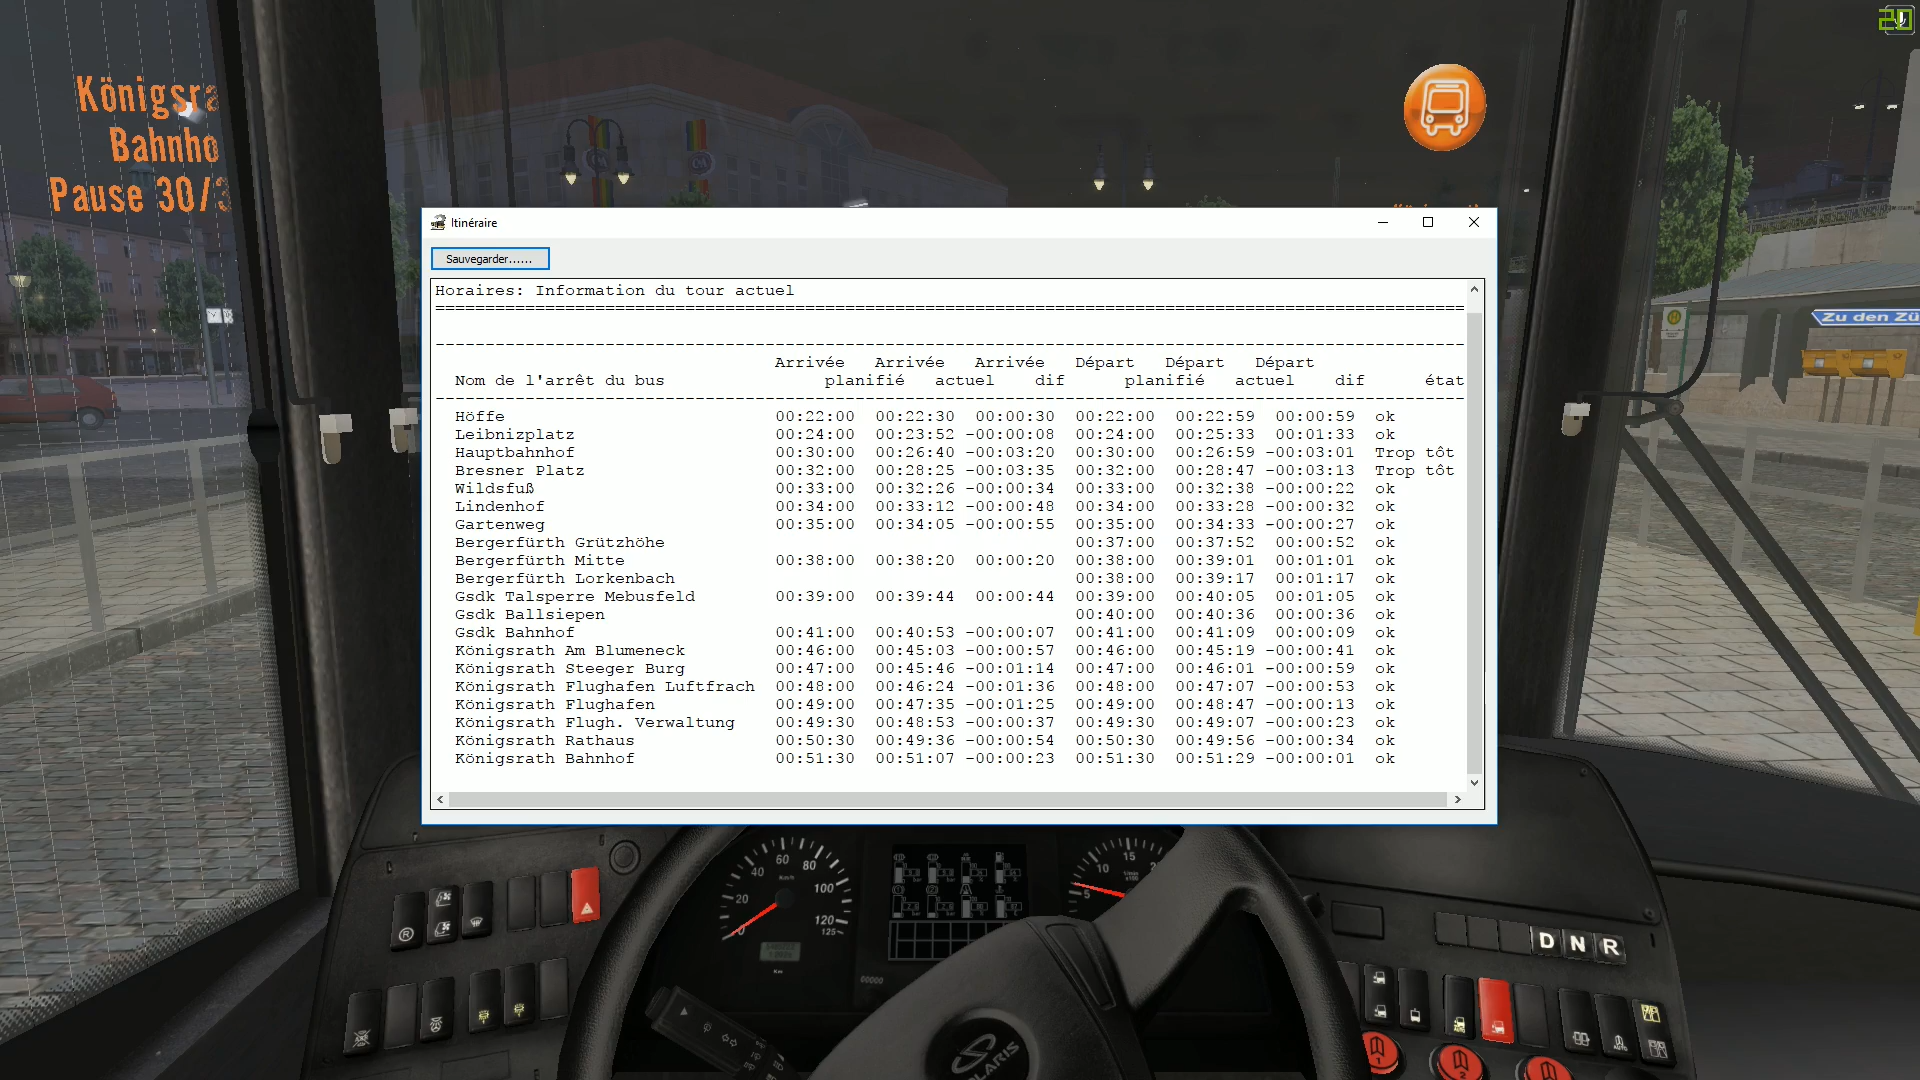 20
Königsra
Bahnho
Pause 30/3
Zu den Zü
Itinéraire
Sauvegarder......
Horaires: Information du tour actuel
Arrivée Arrivée Arrivée Départ Départ Départ
Nom de l'arrêt du bus planifié actuel dif planifié actuel dif état
Höffe 00:22:00 00:22:30 00:00:30 00:22:00 00:22:59 00:00:59 ok
Leibnizplatz 00:24:00 00:23:52 -00:00:08 00:24:00 00:25:33 00:01:33 ok
Hauptbahnhof 00:30:00 00:26:40 -00:03:20 00:30:00 00:26:59 -00:03:01 Trop tôt
Bresner Platz 00:32:00 00:28:25 -00:03:35 00:32:00 00:28:47 -00:03:13 Trop tôt
Wildsfuß 00:33:00 00:32:26 -00:00:34 00:33:00 00:32:38 -00:00:22 ok
Lindenhof 00:34:00 00:33:12 -00:00:48 00:34:00 00:33:28 -00:00:32 ok
Gartenweg 00:35:00 00:34:05 -00:00:55 00:35:00 00:34:33 -00:00:27 ok
Bergerfürth Grützhöhe 00:37:00 00:37:52 00:00:52 ok
Bergerfürth Mitte 00:38:00 00:38:20 00:00:20 00:38:00 00:39:01 00:01:01 ok
Bergerfürth Lorkenbach 00:38:00 00:39:17 00:01:17 ok
Gsdk Talsperre Mebusfeld 00:39:00 00:39:44 00:00:44 00:39:00 00:40:05 00:01:05 ok
Gsdk Ballsiepen 00:40:00 00:40:36 00:00:36 ok
Gsdk Bahnhof 00:41:00 00:40:53 -00:00:07 00:41:00 00:41:09 00:00:09 ok
Königsrath Am Blumeneck 00:46:00 00:45:03 -00:00:57 00:46:00 00:45:19 -00:00:41 ok
Königsrath Steeger Burg 00:47:00 00:45:46 -00:01:14 00:47:00 00:46:01 -00:00:59 ok
Königsrath Flughafen Luftfrach 00:48:00 00:46:24 -00:01:36 00:48:00 00:47:07 -00:00:53 ok
Königsrath Flughafen 00:49:00 00:47:35 -00:01:25 00:49:00 00:48:47 -00:00:13 ok
Königsrath Flugh. Verwaltung 00:49:30 00:48:53 -00:00:37 00:49:30 00:49:07 -00:00:23 ok
Königsrath Rathaus 00:50:30 00:49:36 -00:00:54 00:50:30 00:49:56 -00:00:34 ok
Königsrath Bahnhof 00:51:30 00:51:07 -00:00:23 00:51:30 00:51:29 -00:00:01 ok
20 40 60 80 100 120 125
Km/h
Km
5 10 15
D N R
R
SOLARIS
1
2